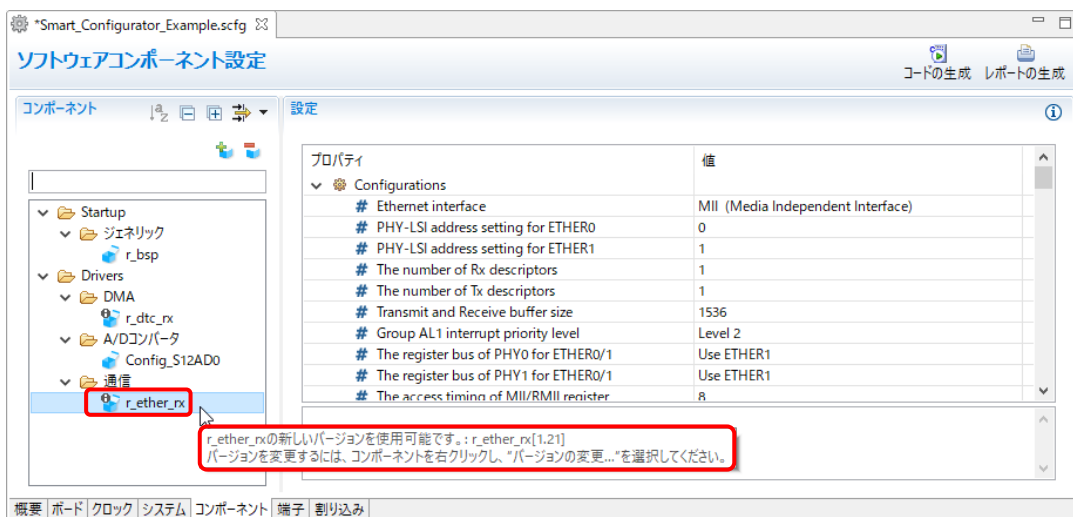 *Smart_Configurator_Example.scfg
ソフトウェアコンポーネント設定
コードの生成 レポートの生成
コンポーネント
設定
プロパティ 値
Configurations
# Ethernet interface MII (Media Independent Interface)
# PHY-LSI address setting for ETHER0 0
# PHY-LSI address setting for ETHER1 1
# The number of Rx descriptors 1
# The number of Tx descriptors 1
# Transmit and Receive buffer size 1536
# Group AL1 interrupt priority level Level 2
# The register bus of PHY0 for ETHER0/1 Use ETHER1
# The register bus of PHY1 for ETHER0/1 Use ETHER1
# The access timing of MII/RMII register 8
Startup
ジェネリック
r_bsp
Drivers
DMA
r_dtc_rx
A/Dコンバータ
Config_S12AD0
通信
r_ether_rx
r_ether_rxの新しいバージョンを使用可能です。: r_ether_rx[1.21]
バージョンを変更するには、コンポーネントを右クリックし、"バージョンの変更..."を選択してください。
概要 ボード クロック システム コンポーネント 端子 割り込み